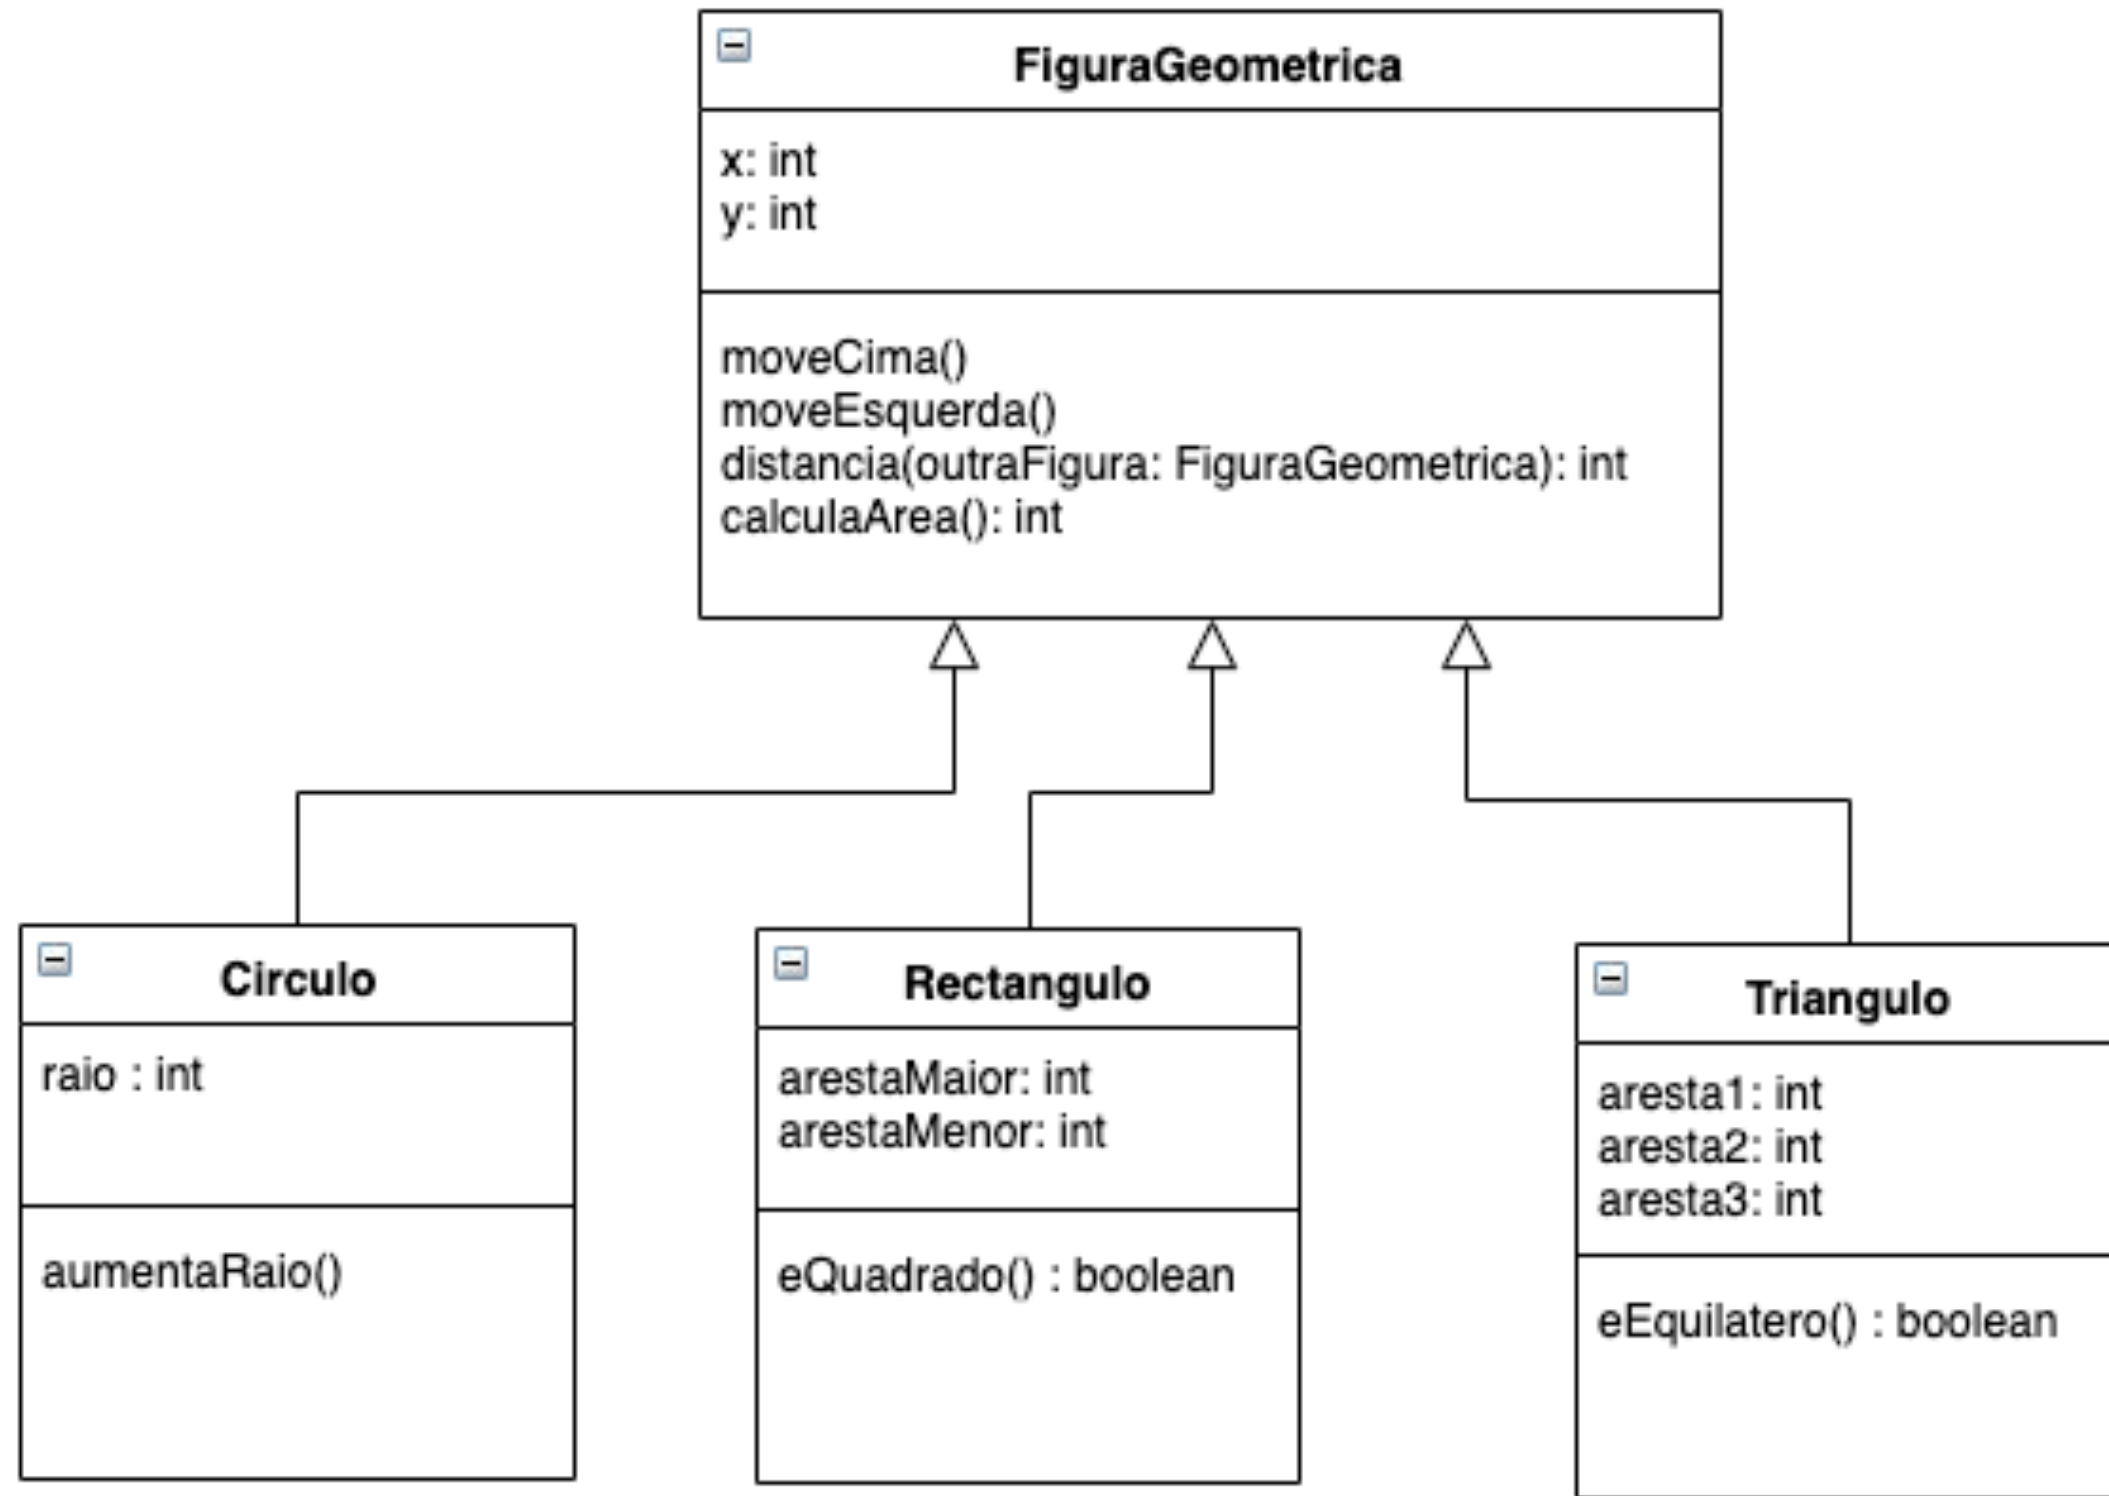 FiguraGeometrica
x: int
y: int
moveCima()
moveEsquerda()
distancia(outraFigura: FiguraGeometrica): int
calculaArea(): int
Circulo
raio : int
aumentaRaio()
Rectangulo
arestaMaior: int
arestaMenor: int
eQuadrado() : boolean
Triangulo
aresta1: int
aresta2: int
aresta3: int
eEquilatero() : boolean